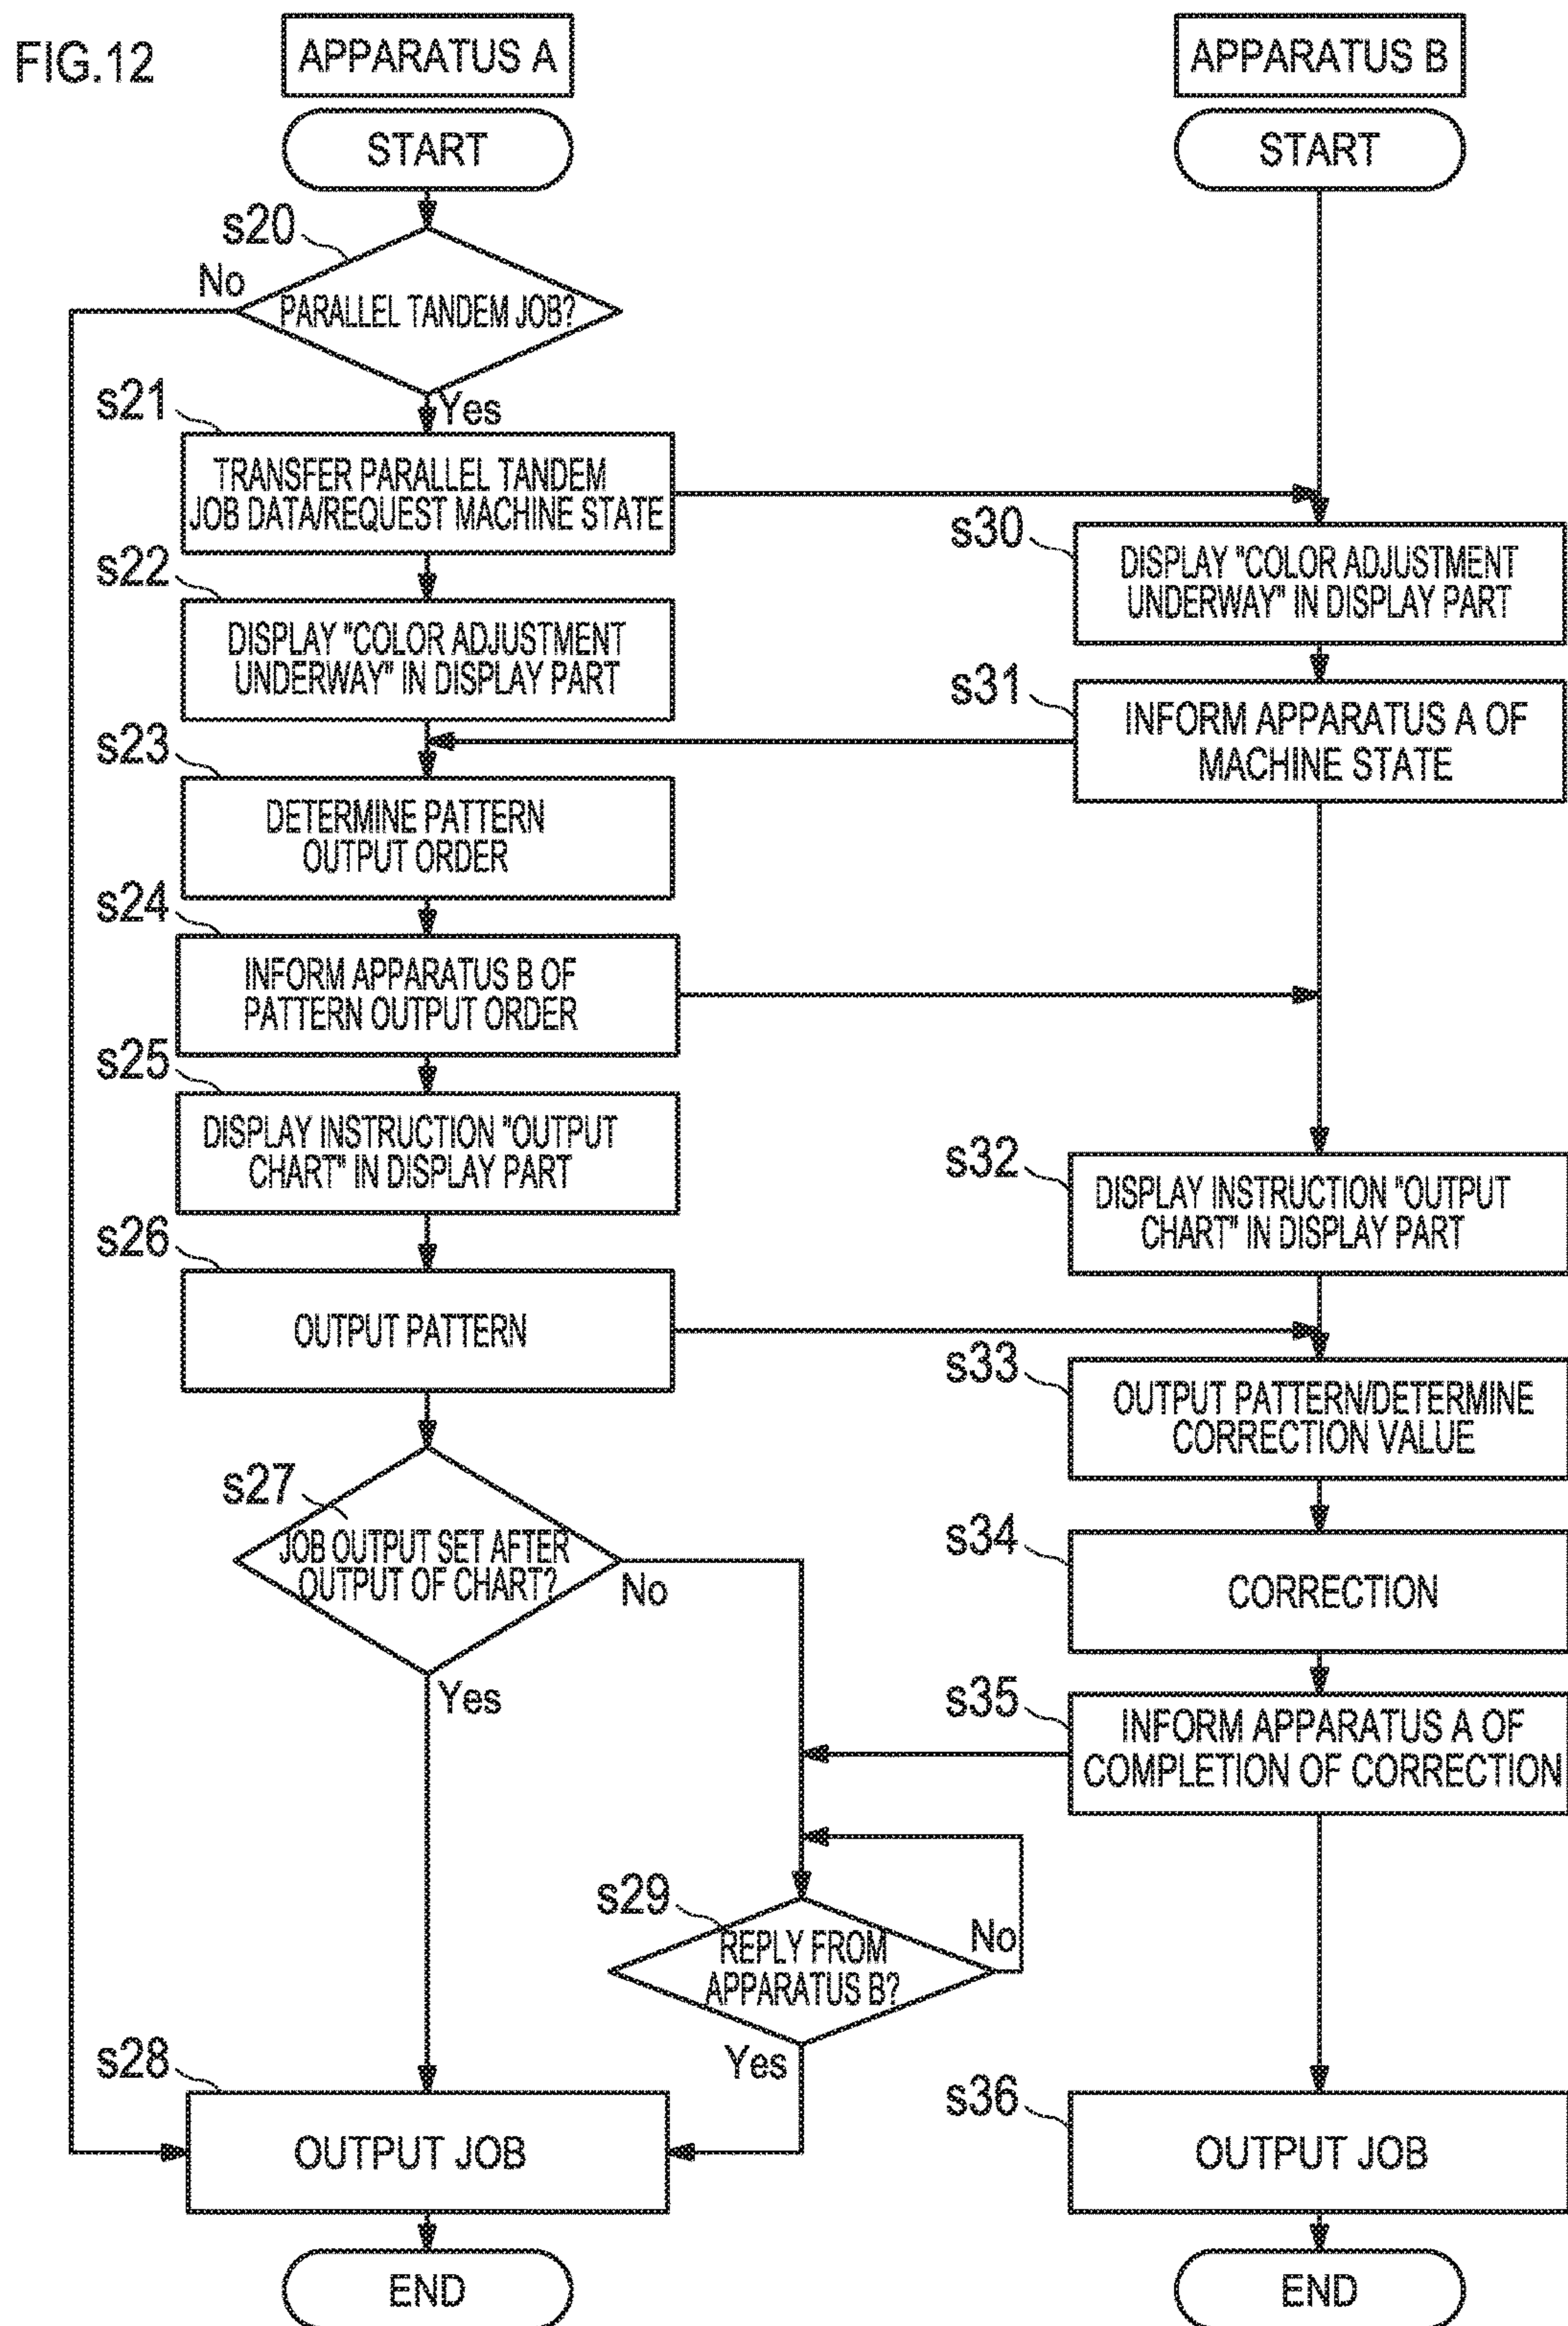 FIG.12
APPARATUS A
START
s20
No
PARALLEL TANDEM JOB?
Yes
s21
TRANSFER PARALLEL TANDEM
JOB DATA/REQUEST MACHINE STATE
s22
DISPLAY "COLOR ADJUSTMENT
UNDERWAY" IN DISPLAY PART
s23
DETERMINE PATTERN
OUTPUT ORDER
s24
INFORM APPARATUS B OF
PATTERN OUTPUT ORDER
s25
DISPLAY INSTRUCTION "OUTPUT
CHART" IN DISPLAY PART
s26
OUTPUT PATTERN
s27
JOB OUTPUT SET AFTER
OUTPUT OF CHART?
No
Yes
s29
REPLY FROM
APPARATUS B?
No
Yes
s28
OUTPUT JOB
END
APPARATUS B
START
s30
DISPLAY "COLOR ADJUSTMENT
UNDERWAY" IN DISPLAY PART
s31
INFORM APPARATUS A OF
MACHINE STATE
s32
DISPLAY INSTRUCTION "OUTPUT
CHART" IN DISPLAY PART
s33
OUTPUT PATTERN/DETERMINE
CORRECTION VALUE
s34
CORRECTION
s35
INFORM APPARATUS A OF
COMPLETION OF CORRECTION
s36
OUTPUT JOB
END